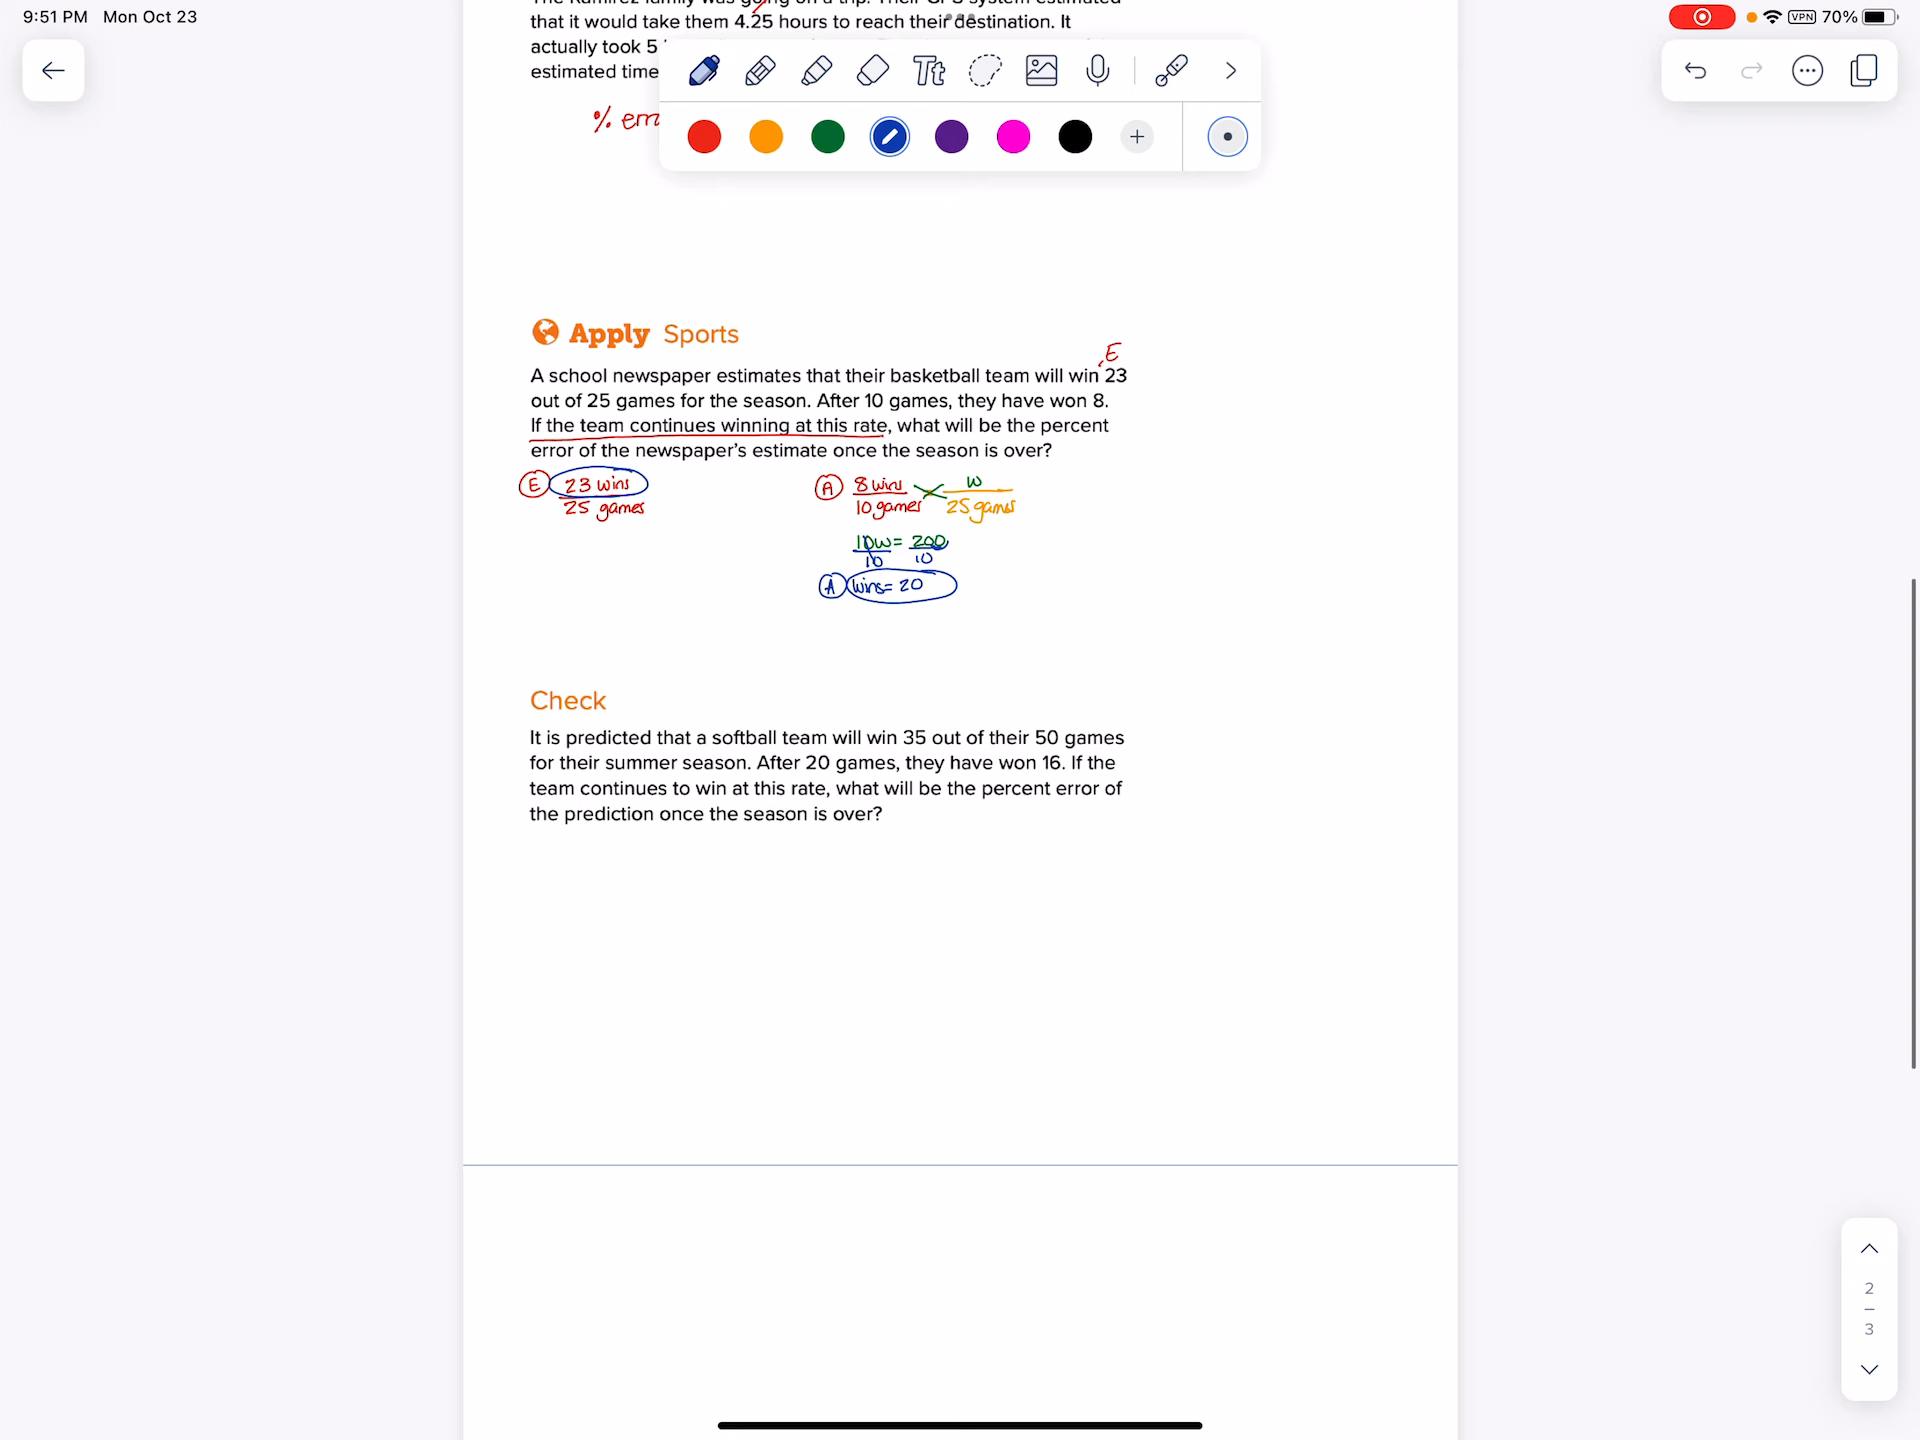 9:51 PM Mon Oct 23
VPN 70%
that it would take them 4.25 hours to reach their destination. It
actually took 5
estimated time
% erro
Tt
Apply Sports
E
A school newspaper estimates that their basketball team will win 23
out of 25 games for the season. After 10 games, they have won 8.
If the team continues winning at this rate, what will be the percent
error of the newspaper's estimate once the season is over?
E 23 wins A 8 wins w
25 games 10 games 25 games
10w = 200
10 10
A wins = 20
Check
It is predicted that a softball team will win 35 out of their 50 games
for their summer season. After 20 games, they have won 16. If the
team continues to win at this rate, what will be the percent error of
the prediction once the season is over?
2
3